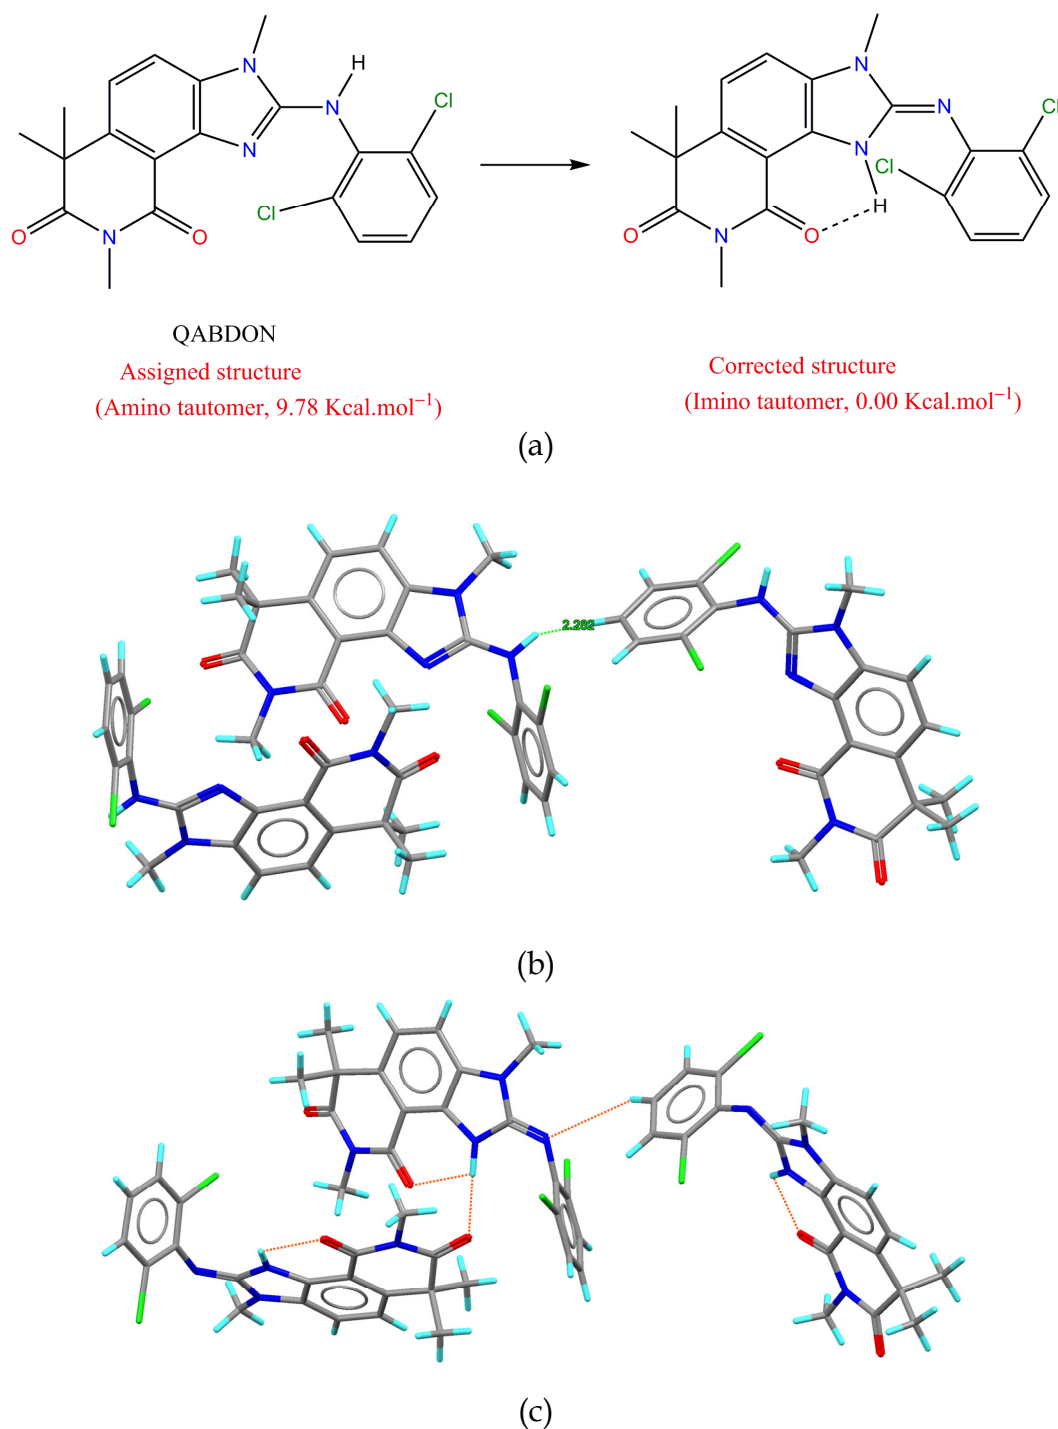 H
N
N
N
Cl
Cl
O
N
O
N
N
N
Cl
Cl
H
O
N
O
QABDON
Assigned structure
(Amino tautomer, 9.78 Kcal.mol⁻¹)
Corrected structure
(Imino tautomer, 0.00 Kcal.mol⁻¹)
(a)
2.282
(b)
(c)